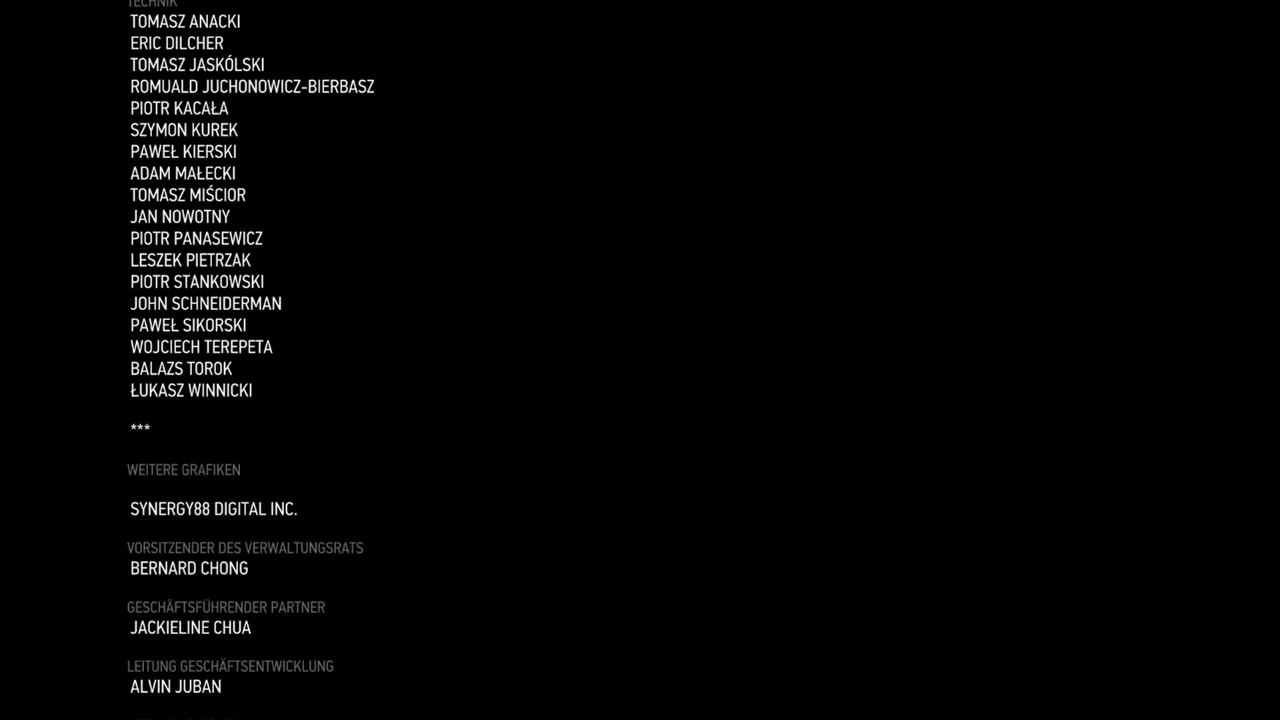 TECHNIK
TOMASZ ANACKI
ERIC DILCHER
TOMASZ JASKÓLSKI
ROMUALD JUCHONOWICZ-BIERBASZ
PIOTR KACAŁA
SZYMON KUREK
PAWEŁ KIERSKI
ADAM MAŁECKI
TOMASZ MIŚCIOR
JAN NOWOTNY
PIOTR PANASEWICZ
LESZEK PIETRZAK
PIOTR STANKOWSKI
JOHN SCHNEIDERMAN
PAWEŁ SIKORSKI
WOJCIECH TEREPETA
BALAZS TOROK
ŁUKASZ WINNICKI
***
WEITERE GRAFIKEN
SYNERGY88 DIGITAL INC.
VORSITZENDER DES VERWALTUNGSRATS
BERNARD CHONG
GESCHÄFTSFÜHRENDER PARTNER
JACKIELINE CHUA
LEITUNG GESCHÄFTSENTWICKLUNG
ALVIN JUBAN